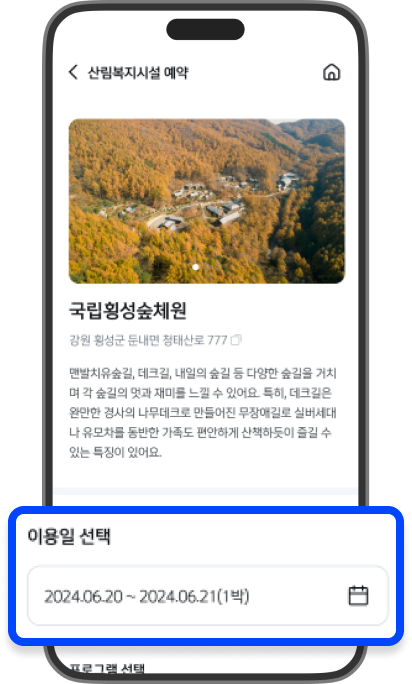 산림복지시설 예약
국립횡성숲체원
강원 횡성군 둔내면 청태산로 777
맨발치유숲길, 데크길, 내일의 숲길 등 다양한 숲길을 거치
며 각 숲길의 멋과 재미를 느낄 수 있어요. 특히, 데크길은
완만한 경사의 나무데크로 만들어진 무장애길로 실버세대
나 유모차를 동반한 가족도 편안하게 산책하듯이 즐길 수
있는 특징이 있어요.
이용일 선택
2024.06.20 ~ 2024.06.21(1박)
프로그램 선택